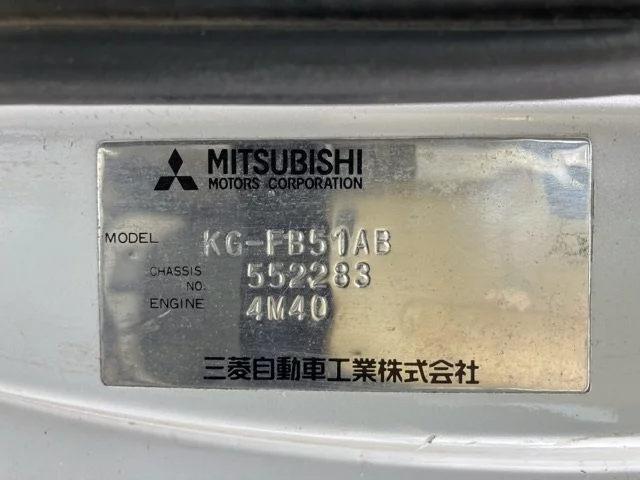 MITSUBISHI
MOTORS CORPORATION
MODEL KG-FB51AB
CHASSIS NO. 552283
ENGINE 4M40
三菱自動車工業株式会社